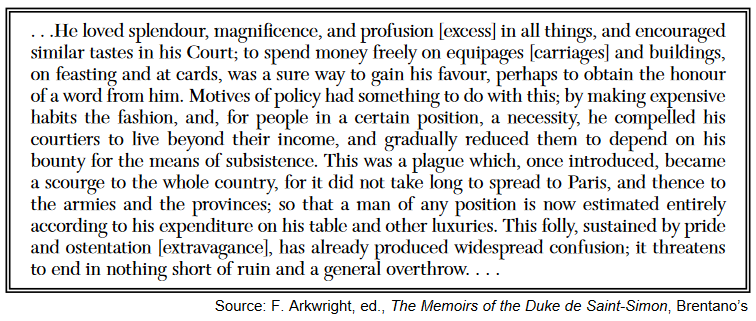 . . .He loved splendour, magnificence, and profusion [excess] in all things, and encouraged
similar tastes in his Court; to spend money freely on equipages [carriages] and buildings,
on feasting and at cards, was a sure way to gain his favour, perhaps to obtain the honour
of a word from him. Motives of policy had something to do with this; by making expensive
habits the fashion, and, for people in a certain position, a necessity, he compelled his
courtiers to live beyond their income, and gradually reduced them to depend on his
bounty for the means of subsistence. This was a plague which, once introduced, became
a scourge to the whole country, for it did not take long to spread to Paris, and thence to
the armies and the provinces; so that a man of any position is now estimated entirely
according to his expenditure on his table and other luxuries. This folly, sustained by pride
and ostentation [extravagance], has already produced widespread confusion; it threatens
to end in nothing short of ruin and a general overthrow. . . .
Source: F. Arkwright, ed., The Memoirs of the Duke de Saint-Simon, Brentano’s